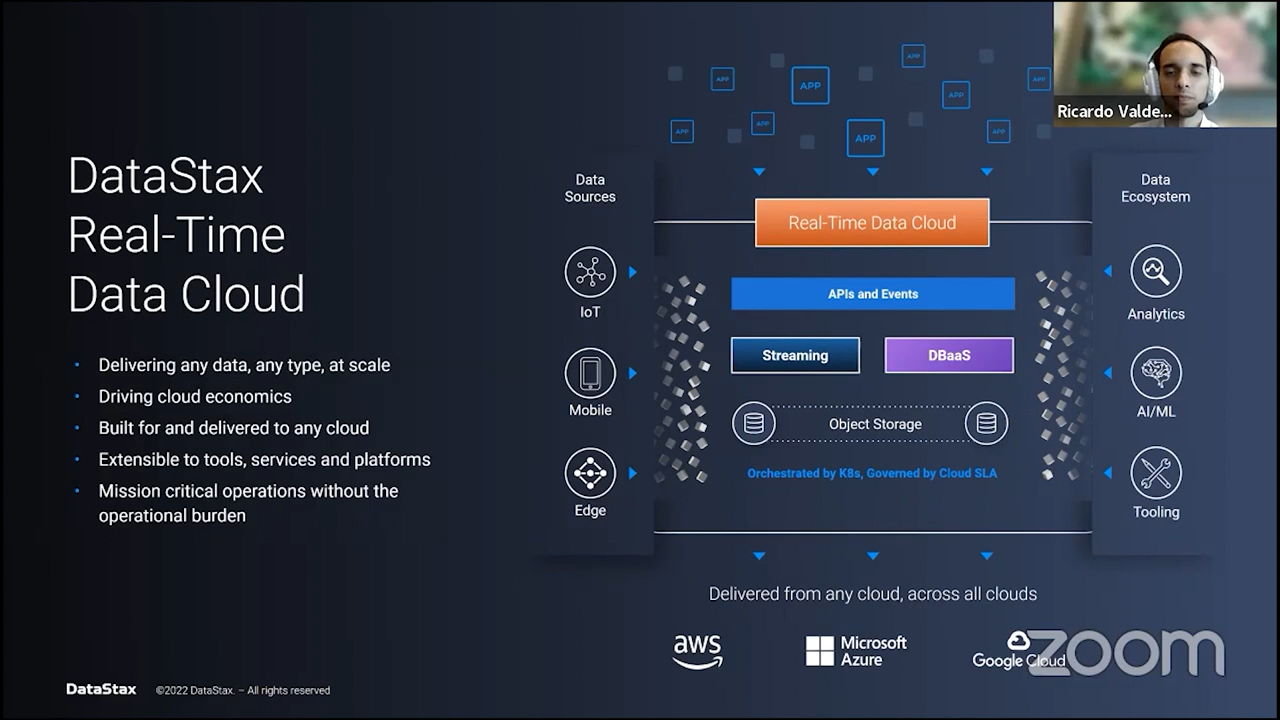 DataStax
Real-Time
Data Cloud
• Delivering any data, any type, at scale
• Driving cloud economics
• Built for and delivered to any cloud
• Extensible to tools, services and platforms
• Mission critical operations without the
operational burden
DataStax
©2022 DataStax. – All rights reserved
APP
APP
APP
APP
APP
APP
APP
APP
APP
Data
Sources
IoT
Mobile
Edge
Real-Time Data Cloud
APIs and Events
Streaming
DBaaS
Object Storage
Orchestrated by K8s, Governed by Cloud SLA
Data
Ecosystem
Analytics
AI/ML
Tooling
Delivered from any cloud, across all clouds
aws
Microsoft
Azure
Google Cloud
zoom
Ricardo Valde...